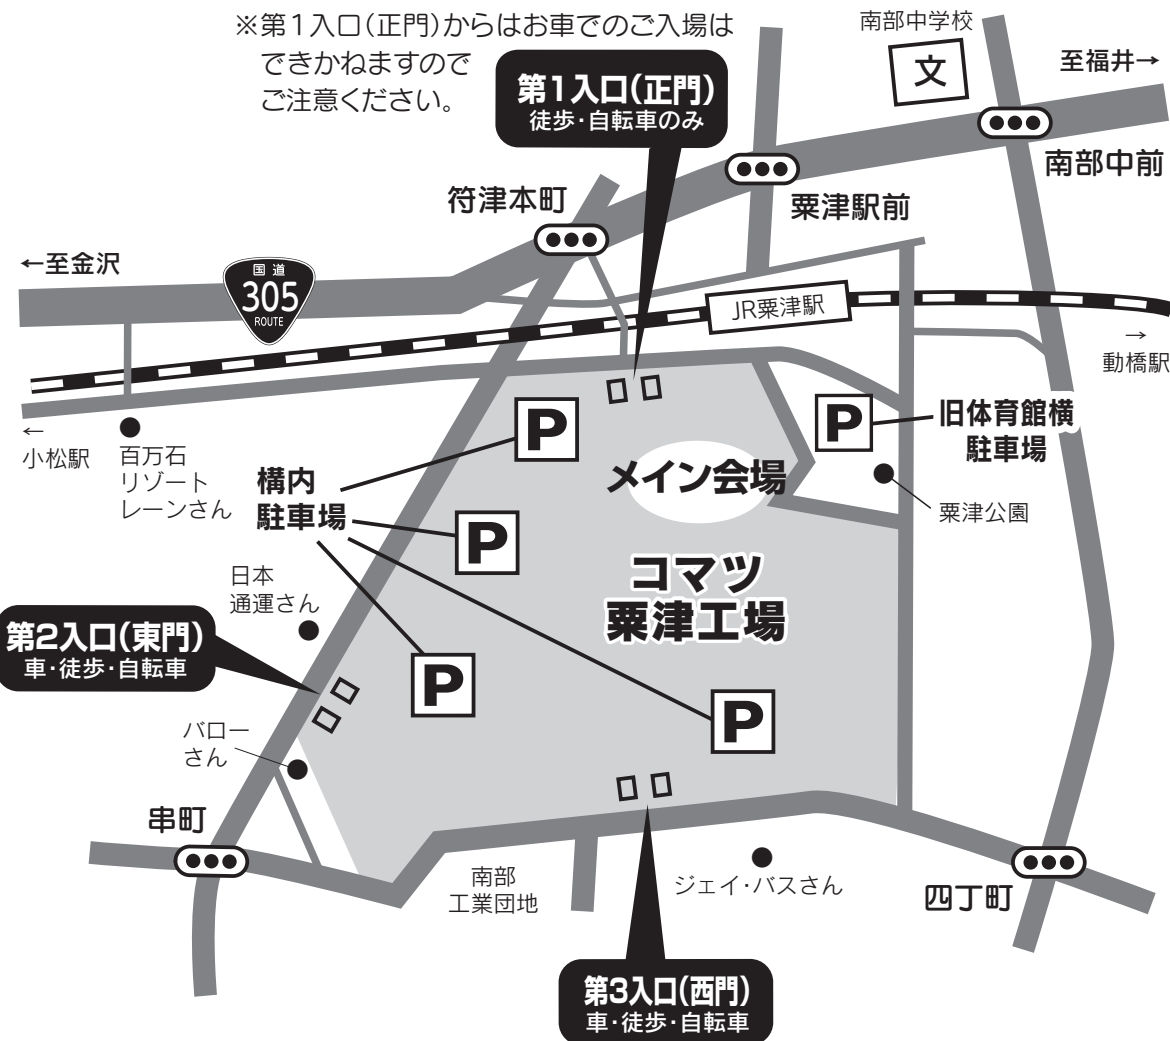 ※第1入口(正門)からはお車でのご入場は
できかねますので
ご注意ください。
南部中学校
文
至福井→
第1入口(正門)
徒歩・自転車のみ
南部中前
符津本町
粟津駅前
←至金沢
国道
305
ROUTE
JR粟津駅
→
動橋駅
←
小松駅
百万石
リゾート
レーンさん
構内
駐車場
P
P
P
P
P
旧体育館横
駐車場
メイン会場
粟津公園
コマツ
粟津工場
日本
通運さん
第2入口(東門)
車・徒歩・自転車
バロー
さん
串町
南部
工業団地
ジェイ・バスさん
四丁町
第3入口(西門)
車・徒歩・自転車